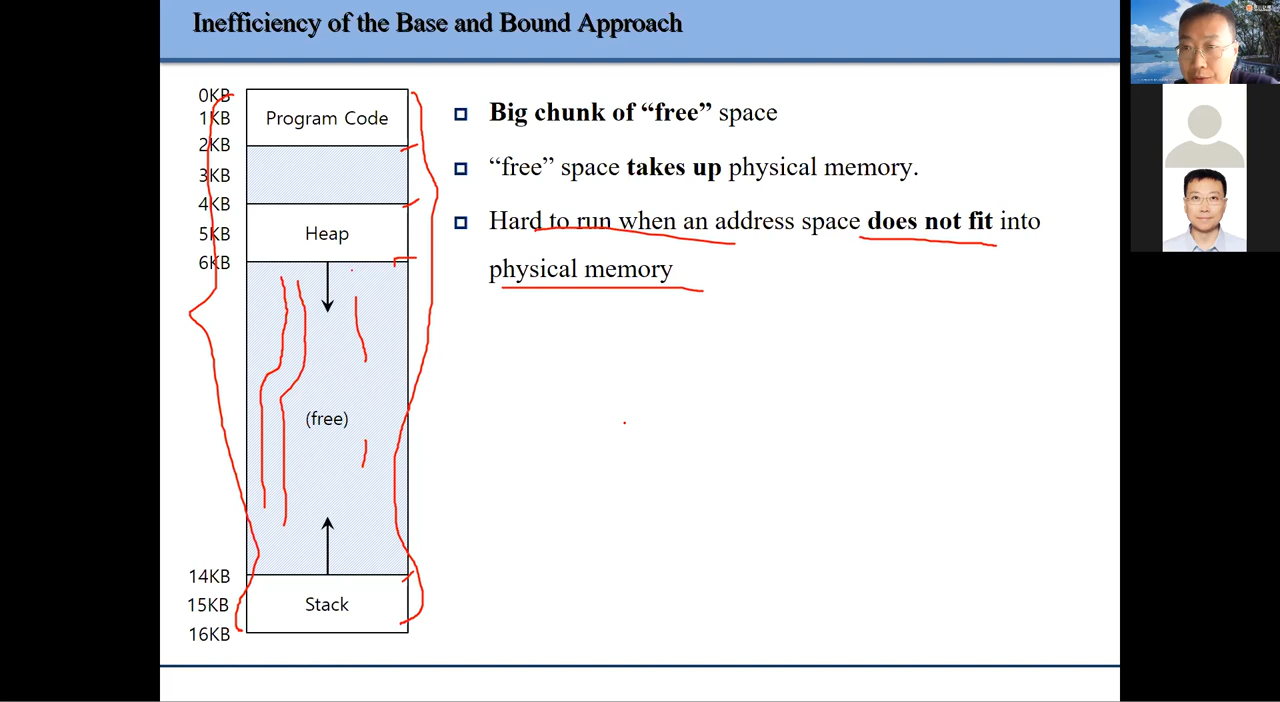 Inefficiency of the Base and Bound Approach
0KB
1KB
2KB
3KB
4KB
5KB
6KB
14KB
15KB
16KB
Program Code
Heap
(free)
Stack
Big chunk of “free” space
“free” space takes up physical memory.
Hard to run when an address space does not fit into
physical memory